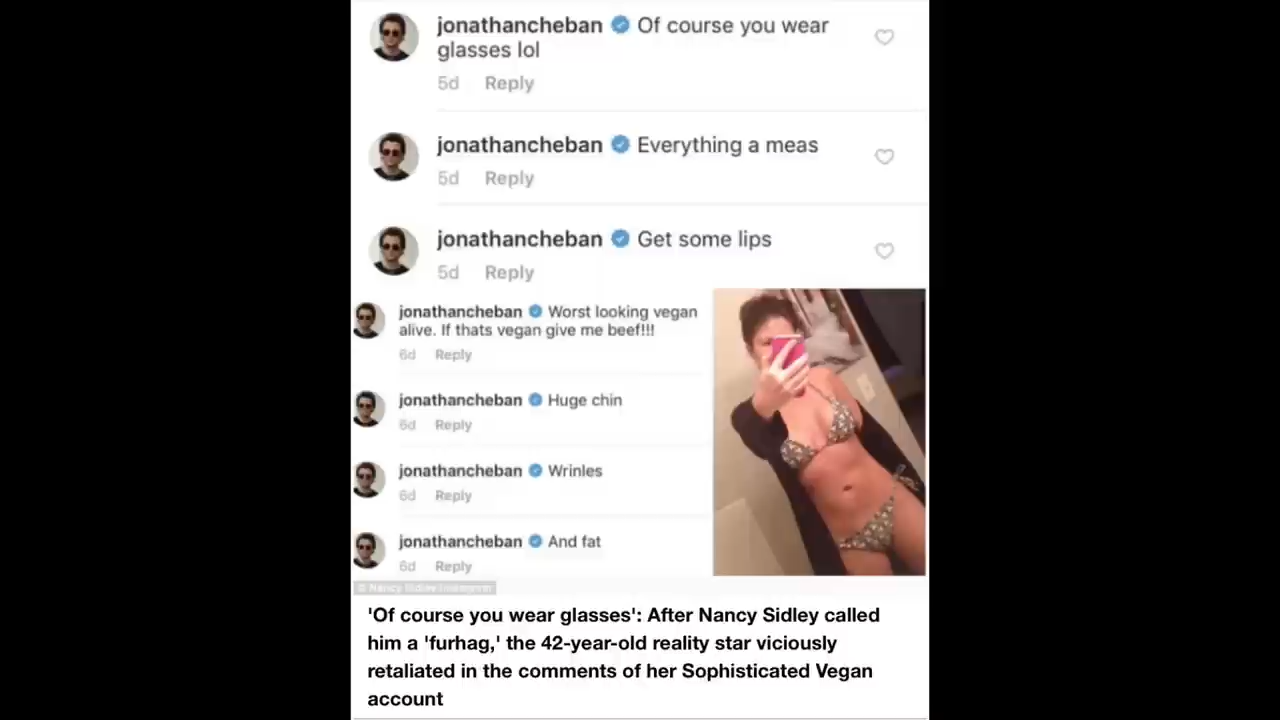 jonathancheban Of course you wear
glasses lol
5d Reply
jonathancheban Everything a meas
5d Reply
jonathancheban Get some lips
5d Reply
jonathancheban Worst looking vegan
alive. If thats vegan give me beef!!!
6d Reply
jonathancheban Huge chin
6d Reply
jonathancheban Wrinles
6d Reply
jonathancheban And fat
6d Reply
© Nancy Sidley
'Of course you wear glasses': After Nancy Sidley called
him a 'furhag,' the 42-year-old reality star viciously
retaliated in the comments of her Sophisticated Vegan
account